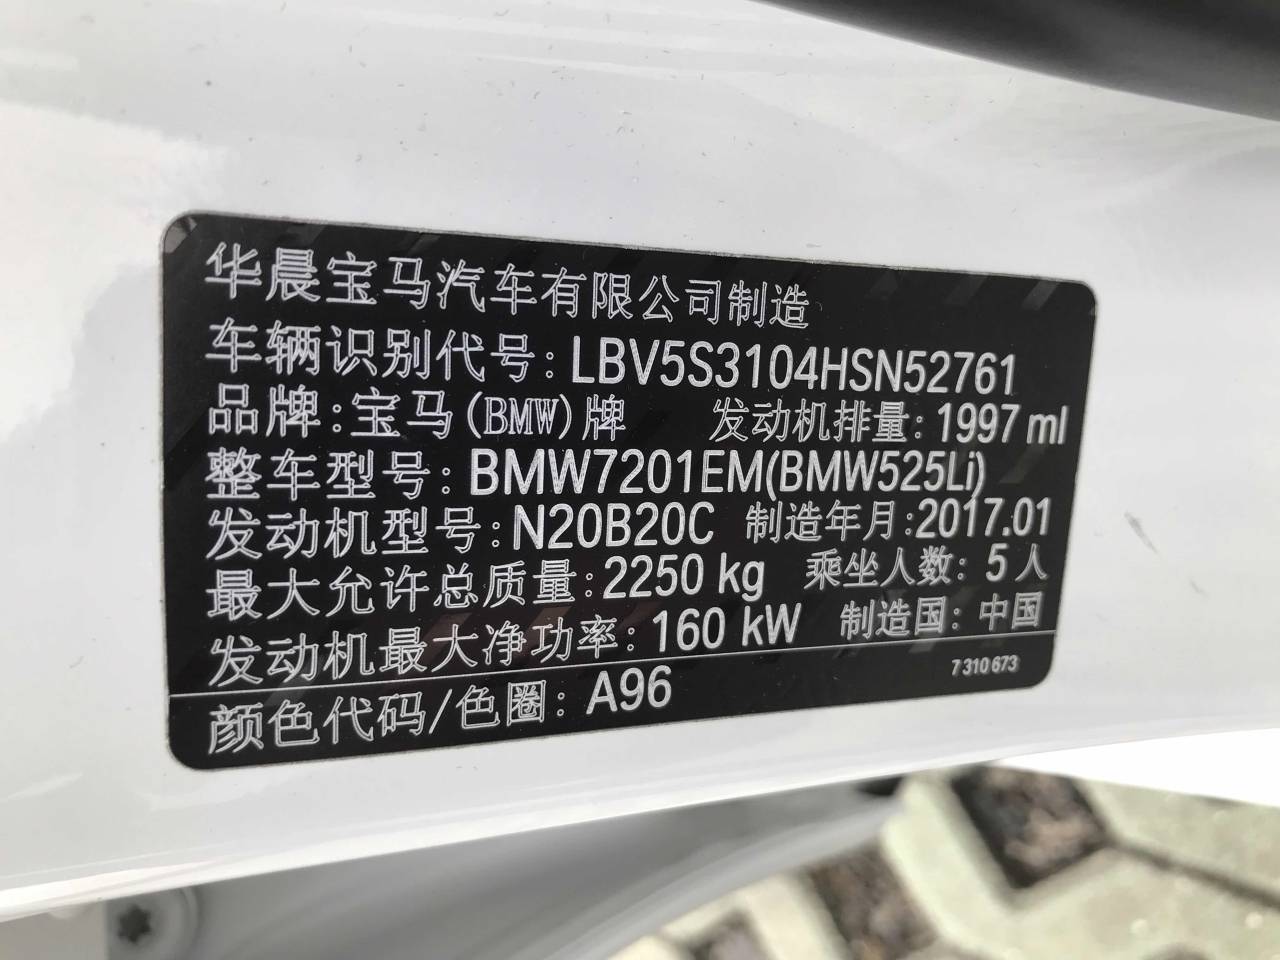 华晨宝马汽车有限公司制造
车辆识别代号: LBV5S3104HSN52761
品牌: 宝马(BMW)牌 发动机排量: 1997 ml
整车型号: BMW7201EM(BMW525Li)
发动机型号: N20B20C 制造年月: 2017.01
最大允许总质量: 2250 kg 乘坐人数: 5 人
发动机最大净功率: 160 kW 制造国: 中国
7 310 673
颜色代码/色圈: A96